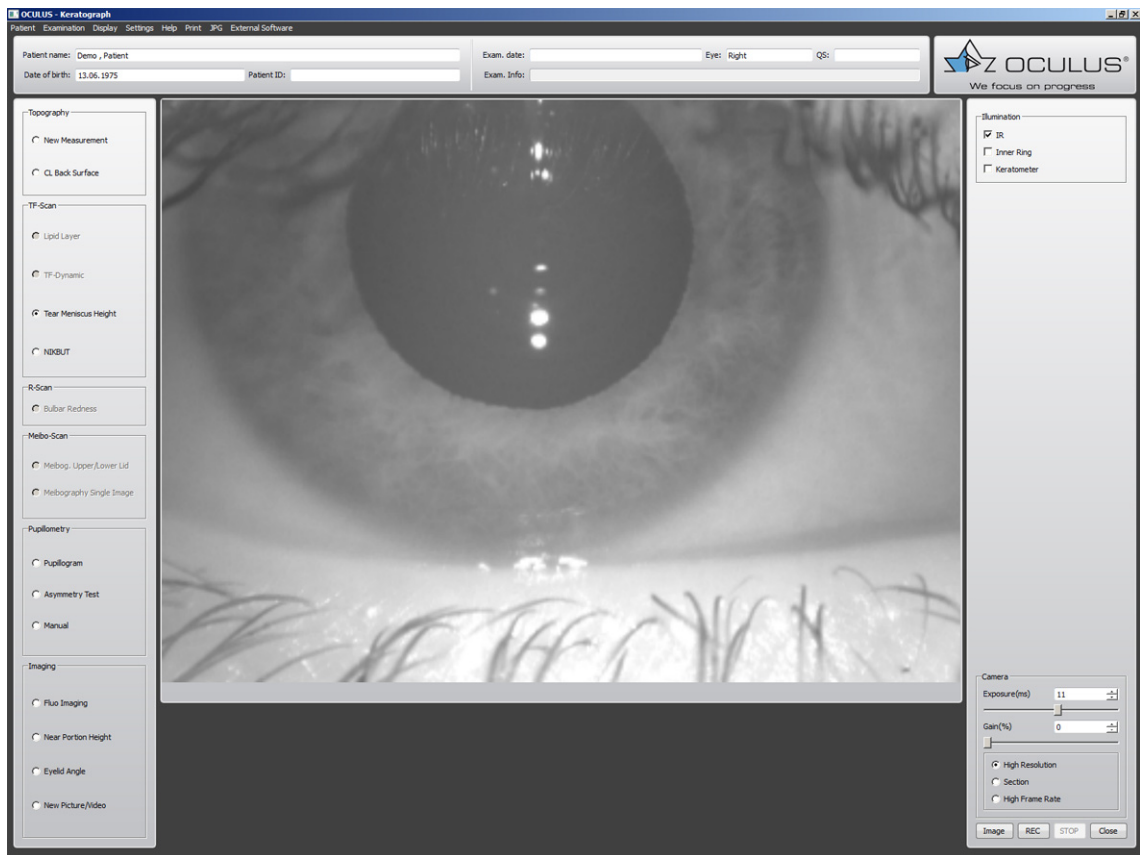 OCULUS - Keratograph
Patient Examination Display Settings Help Print JPG External Software
Patient name: Demo , Patient
Date of birth: 13.06.1975 Patient ID:
Exam. date: Eye: Right QS:
Exam. Info:
OCULUS®
We focus on progress
Topography
New Measurement
CL Back Surface
TF-Scan
Lipid Layer
TF-Dynamic
Tear Meniscus Height
NIKBUT
R-Scan
Bulbar Redness
Meibo-Scan
Meibog. Upper/Lower Lid
Meibography Single Image
Pupillometry
Pupillogram
Asymmetry Test
Manual
Imaging
Fluo Imaging
Near Portion Height
Eyelid Angle
New Picture/Video
Illumination
IR
Inner Ring
Keratometer
Camera
Exposure(ms) 11
Gain(%) 0
High Resolution
Section
High Frame Rate
Image REC STOP Close